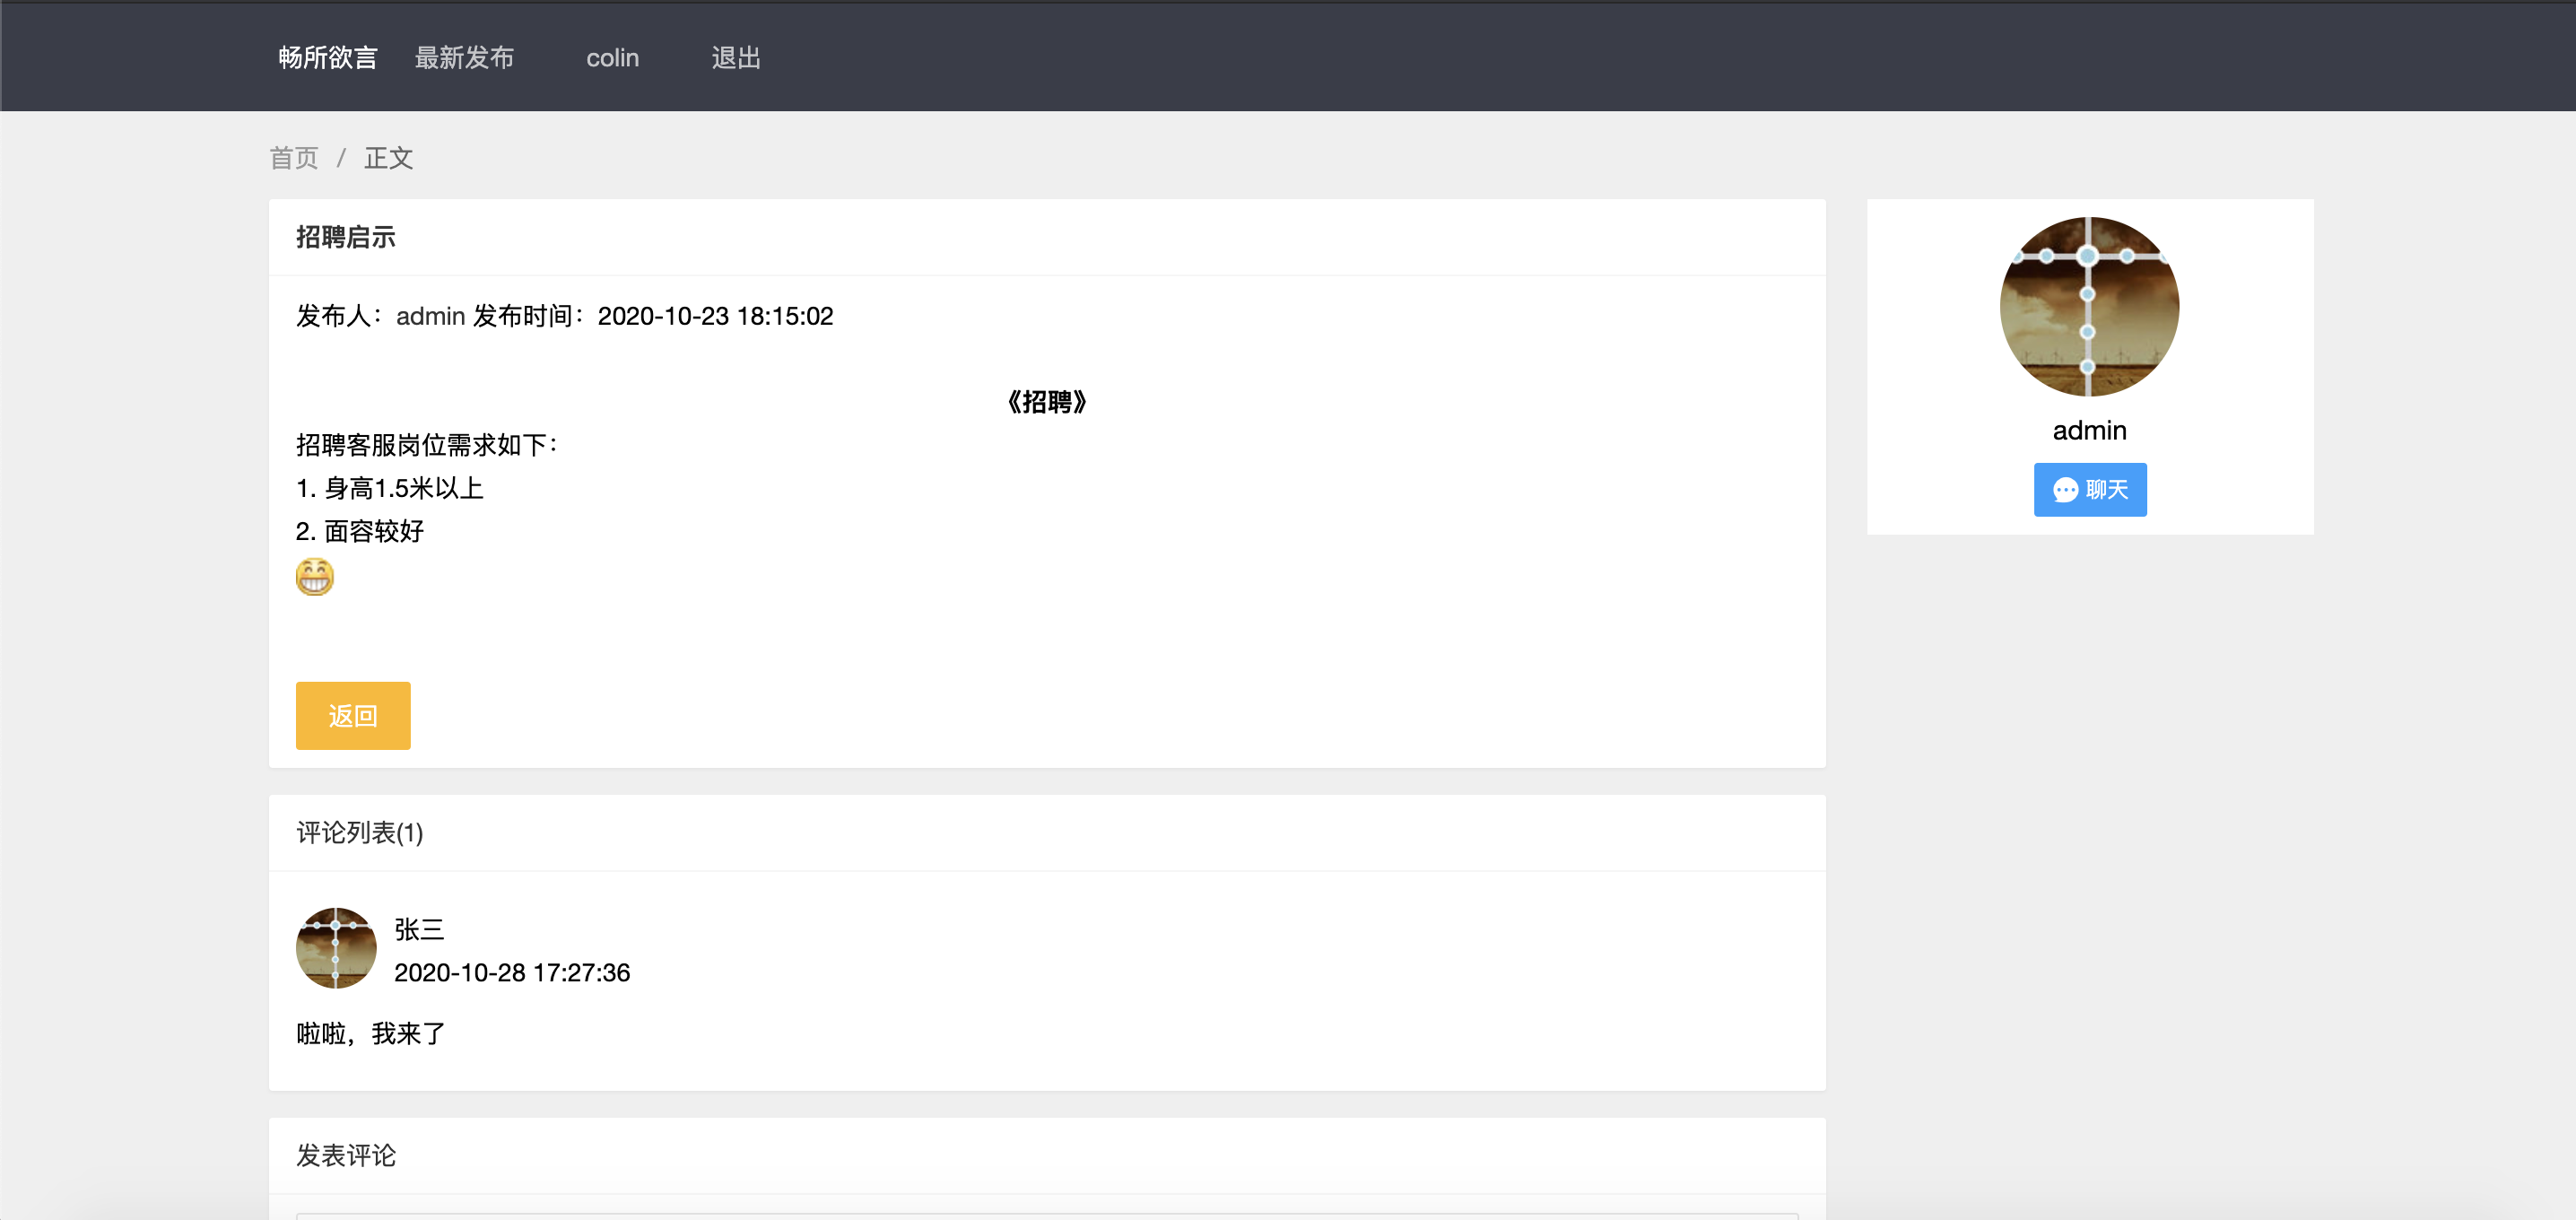 畅所欲言 最新发布 colin 退出
首页 / 正文
招聘启示
发布人：admin 发布时间：2020-10-23 18:15:02
《招聘》
招聘客服岗位需求如下：
1. 身高1.5米以上
2. 面容较好
返回
admin
聊天
评论列表(1)
张三
2020-10-28 17:27:36
啦啦，我来了
发表评论